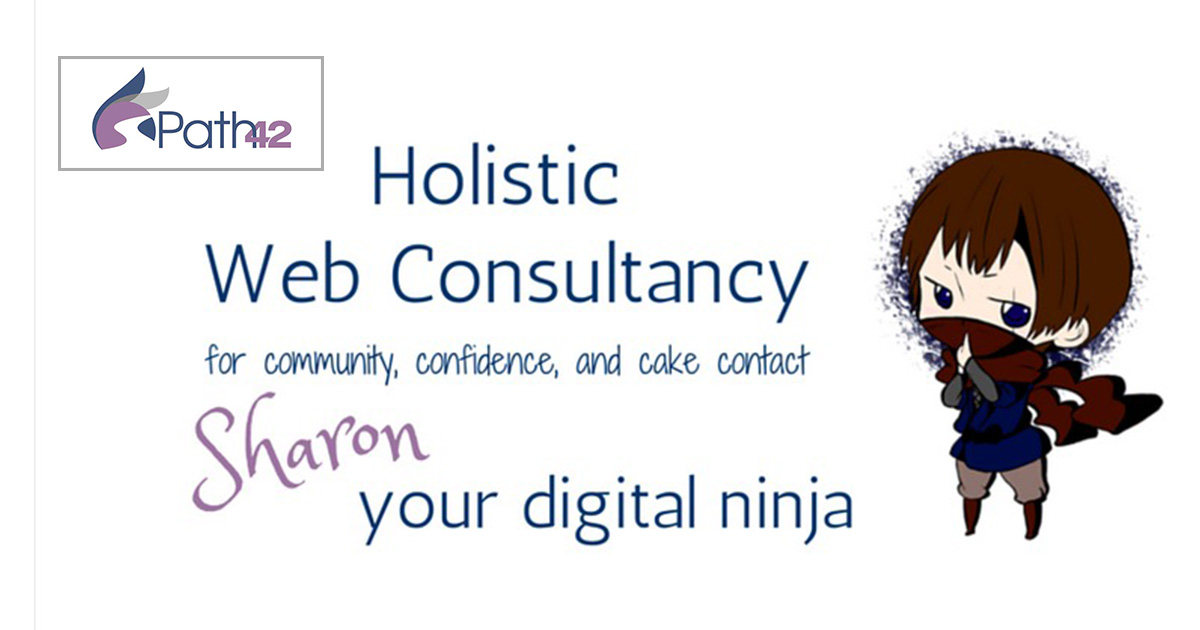 Path42
Holistic
Web Consultancy
for community, confidence, and cake contact
Sharon
your digital ninja